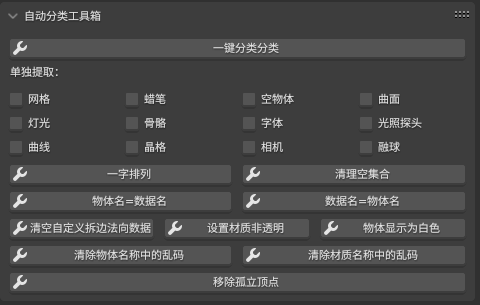 自动分类工具箱
一键分类分类
单独提取:
网格 蜡笔 空物体 曲面
灯光 骨骼 字体 光照探头
曲线 晶格 相机 融球
一字排列 清理空集合
物体名=数据名 数据名=物体名
清空自定义拆边法向数据 设置材质非透明 物体显示为白色
清除物体名称中的乱码 清除材质名称中的乱码
移除孤立顶点